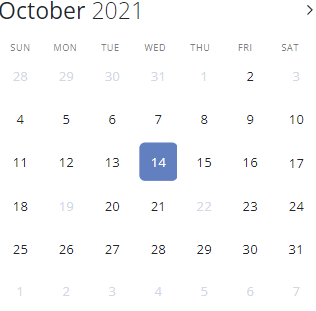 October 2021
SUN MON TUE WED THU FRI SAT
28 29 30 31 1 2 3
4 5 6 7 8 9 10
11 12 13 14 15 16 17
18 19 20 21 22 23 24
25 26 27 28 29 30 31
1 2 3 4 5 6 7